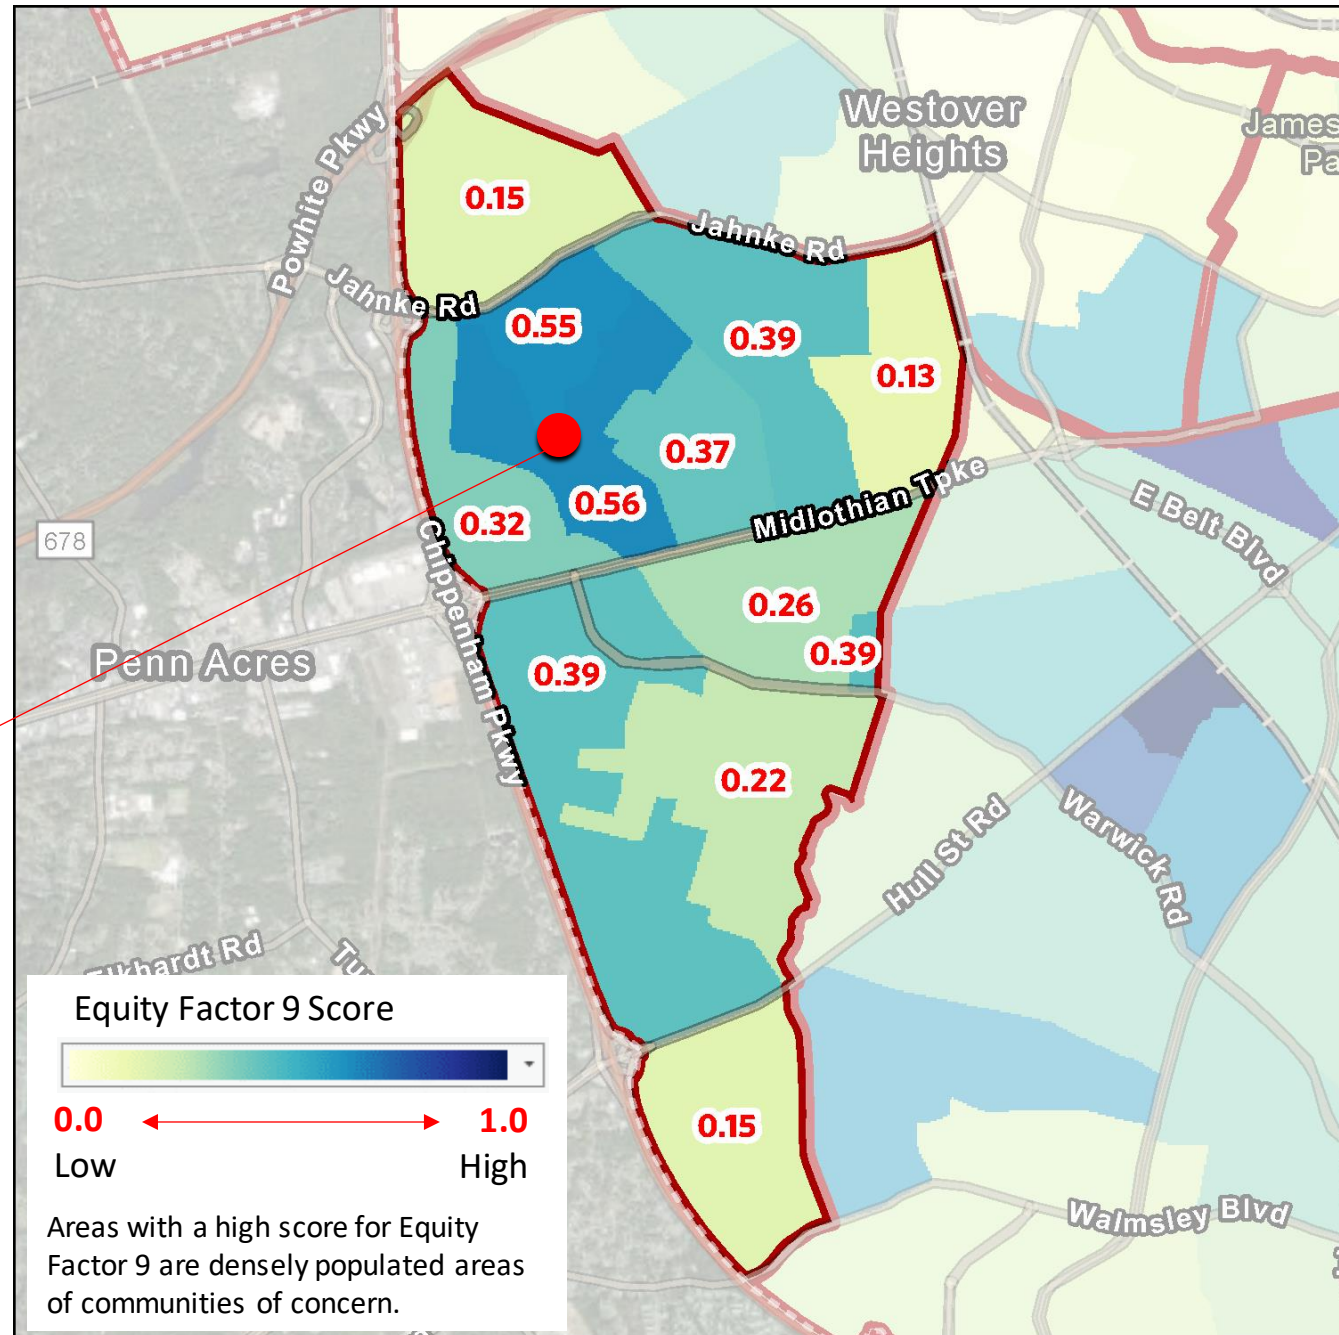 Westover
Heights
James
Pa
Powhite Pkwy
0.15
Jahnke Rd
Jahnke Rd
0.55
0.39
0.13
0.37
Midlothian Tpke
0.56
0.32
E Belt Blvd
678
Chippenham Pkwy
0.26
0.39
Penn Acres
0.39
0.22
Hull St Rd
Warwick Rd
Elkhardt Rd
Tu
Equity Factor 9 Score
0.0
1.0
Low
High
Areas with a high score for Equity
Factor 9 are densely populated areas
of communities of concern.
0.15
Walmsley Blvd